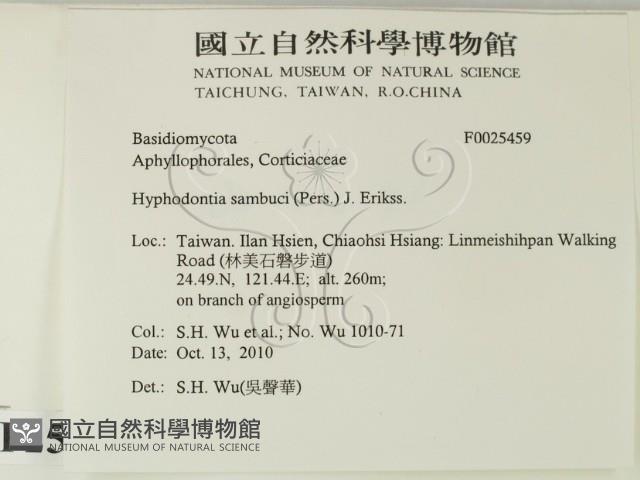 國立自然科學博物館
NATIONAL MUSEUM OF NATURAL SCIENCE
TAICHUNG, TAIWAN, R.O.CHINA
Basidiomycota F0025459
Aphyllophorales, Corticiaceae
Hyphodontia sambuci (Pers.) J. Erikss.
Loc.: Taiwan. Ilan Hsien, Chiaohsi Hsiang: Linmeishihpan Walking
Road (林美石磐步道)
24.49.N, 121.44.E; alt. 260m;
on branch of angiosperm
Col.: S.H. Wu et al.; No. Wu 1010-71
Date: Oct. 13, 2010
Det.: S.H. Wu(吳聲華)
國立自然科學博物館
NATIONAL MUSEUM OF NATURAL SCIENCE